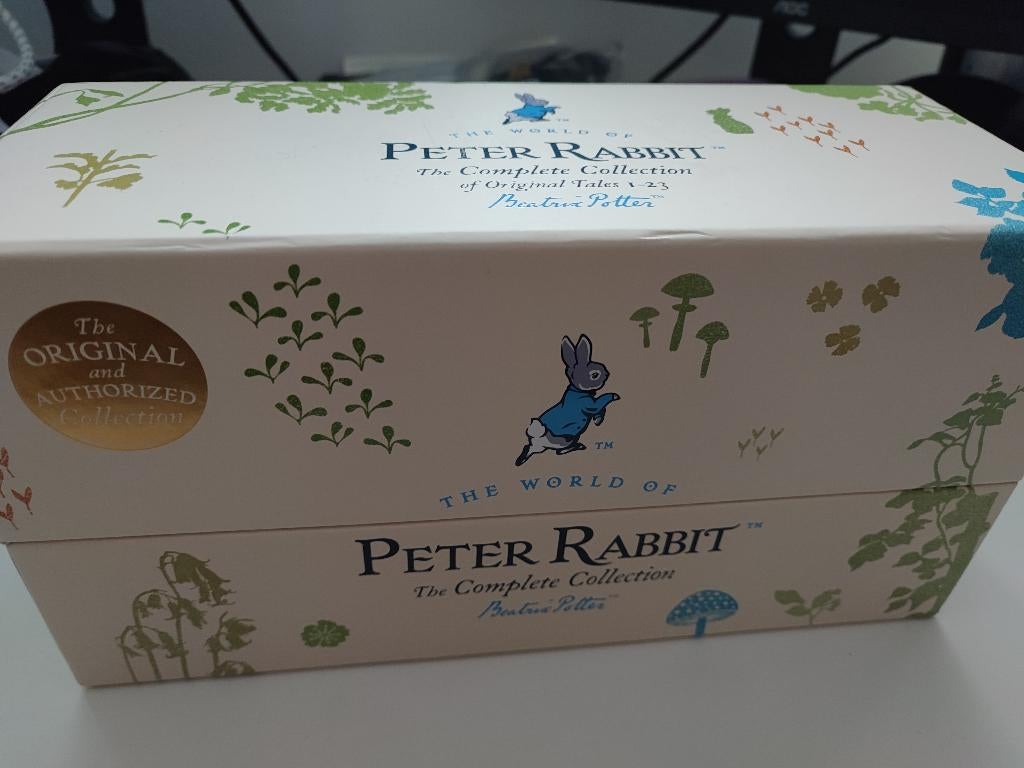 AOC
THE WORLD OF
PETER RABBIT™
The Complete Collection
of Original Tales 1-23
Beatrix Potter™
The
ORIGINAL
and
AUTHORIZED
Collection
TM
THE WORLD OF
PETER RABBIT™
The Complete Collection
Beatrix Potter™